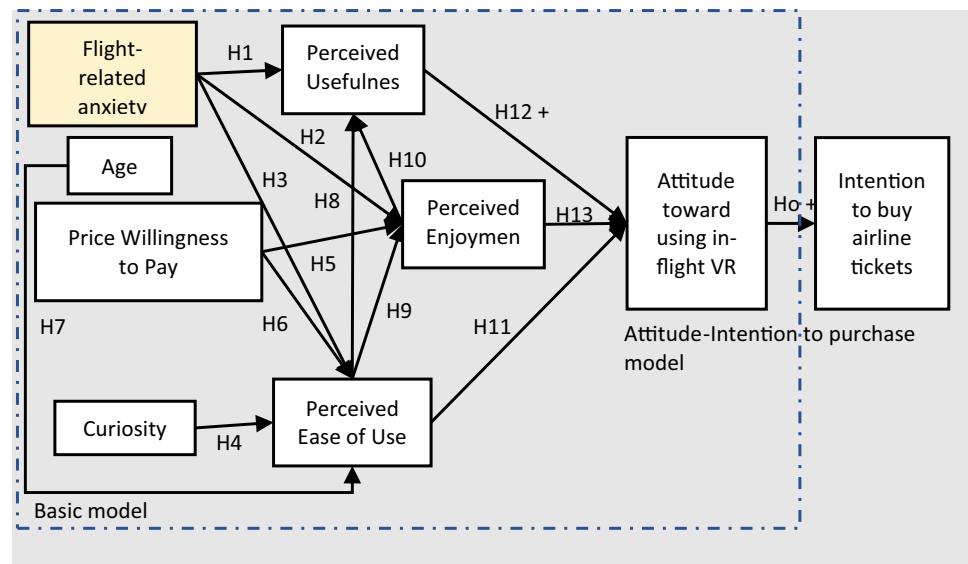 Flight-
related
anxietv
H1
Perceived
Usefulnes
H12 +
H2
Age
H3
H10
H8
Price Willingness
to Pay
Perceived
Enjoymen
H13
Attitude
toward
using in-
flight VR
Ho +
Intention
to buy
airline
tickets
H5
H7
H6
H9
H11
Attitude-Intention to purchase
model
Curiosity
H4
Perceived
Ease of Use
Basic model